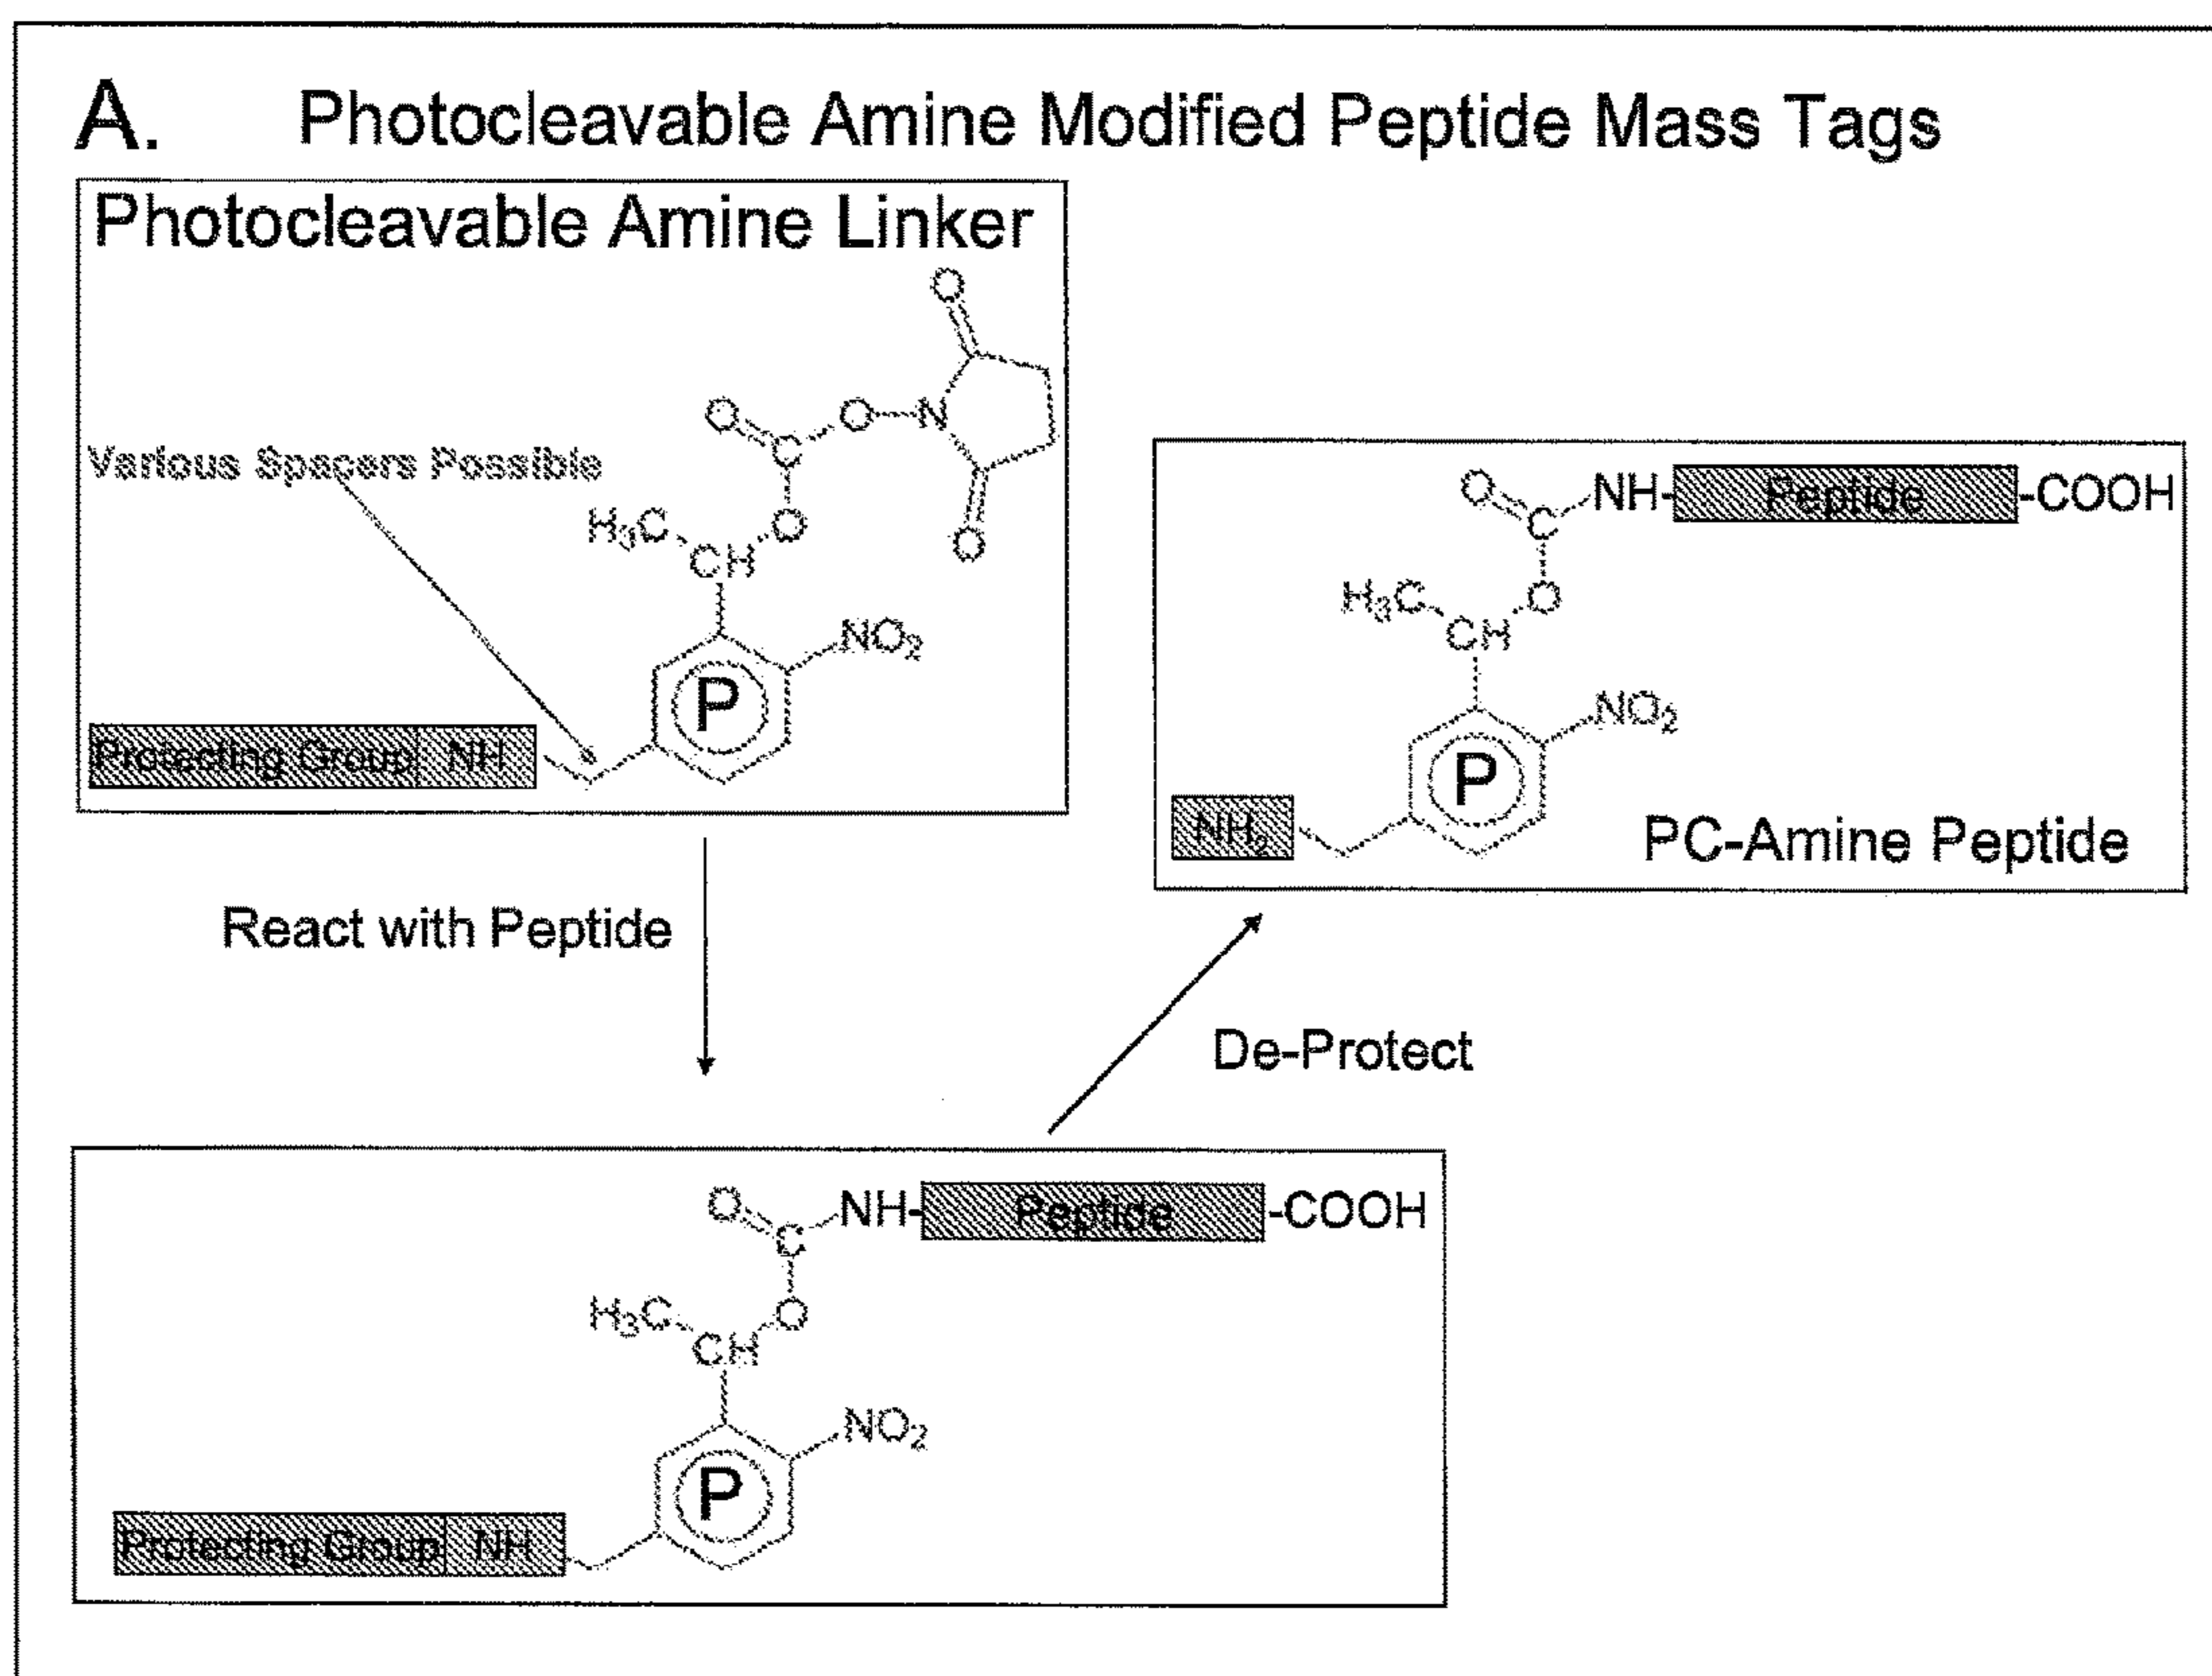 A. Photocleavable Amine Modified Peptide Mass Tags
Photocleavable Amine Linker
O
O
O-N
C
Various Spacers Possible
H₃C
O
O
CH
NO₂
P
Protecting Group NH
O
NH-Peptide-COOH
C
H₃C
O
CH
NO₂
P
NH₂
PC-Amine Peptide
React with Peptide
De-Protect
O
NH-Peptide-COOH
C
H₃C
O
CH
NO₂
P
Protecting Group NH